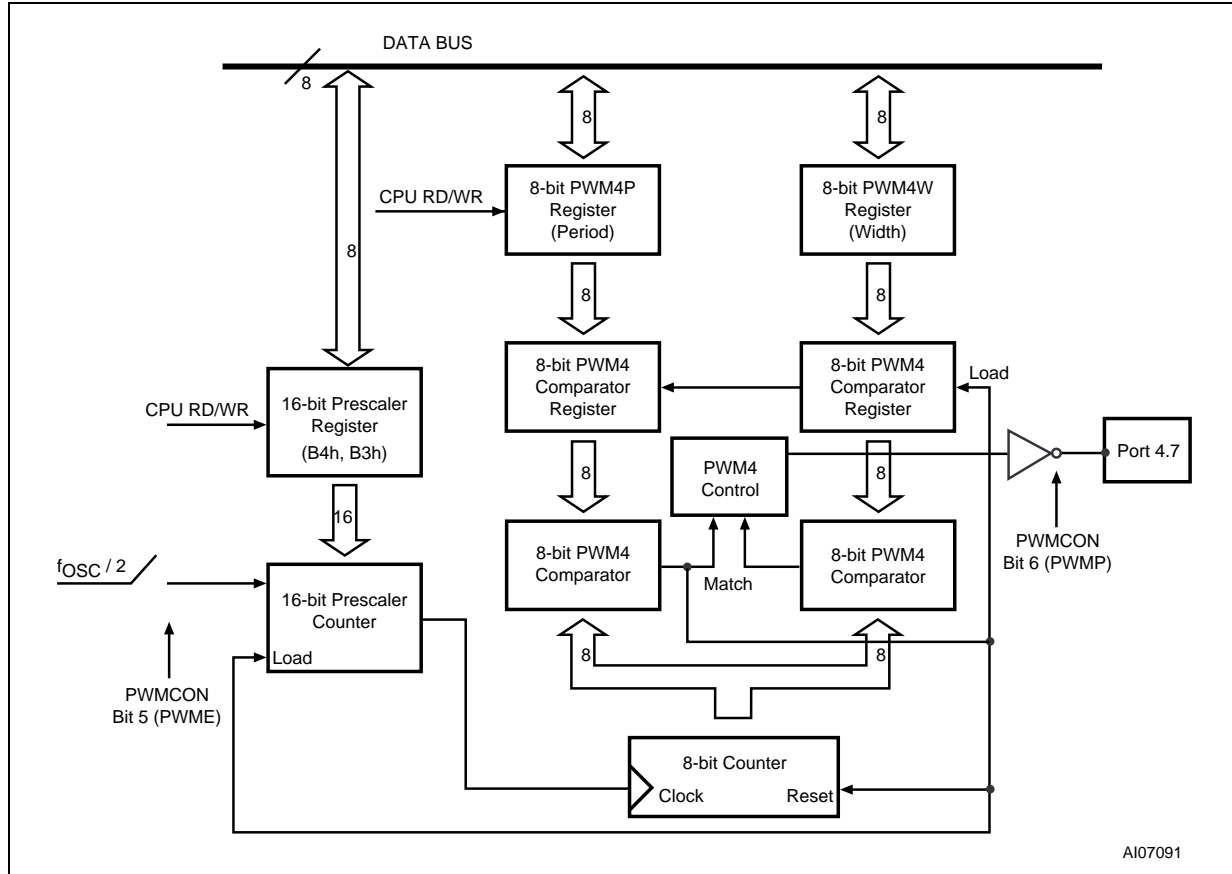 DATA BUS
8
8
8
8-bit PWM4P
Register
(Period)
8-bit PWM4W
Register
(Width)
CPU RD/WR
8
8
8
8-bit PWM4
Comparator
Register
8-bit PWM4
Comparator
Register
Load
CPU RD/WR
16-bit Prescaler
Register
(B4h, B3h)
8
PWM4
Control
8
Port 4.7
16
8-bit PWM4
Comparator
Match
8-bit PWM4
Comparator
PWMCON
Bit 6 (PWMP)
fOSC / 2
16-bit Prescaler
Counter
Load
8
8
PWMCON
Bit 5 (PWME)
8-bit Counter
Clock
Reset
AI07091